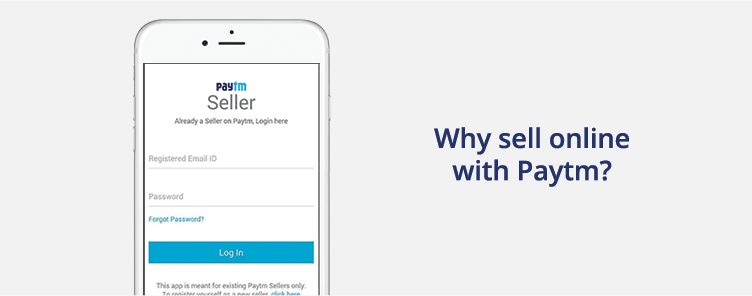 paytm
Seller
Already a Seller on Paytm, Login here
Registered Email ID
Password
Forgot Password?
Log In
This app is meant for existing Paytm Sellers only.
To register yourself as a new seller, click here
Why sell online
with Paytm?